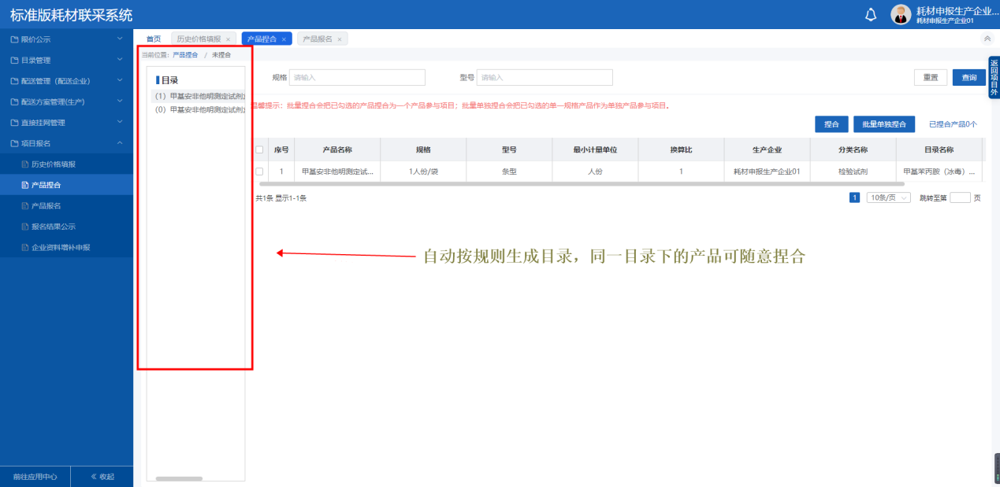 标准版耗材联采系统
耗材申报生产企业...
耗材申报生产企业01
限价公示
目录管理
配送管理（配送企业）
配送方案管理(生产)
直接挂网管理
项目报名
历史价格填报
产品捏合
产品报名
报名结果公示
企业资料增补申报
前往应用中心
收起
首页 历史价格填报 × 产品捏合 × 产品报名 ×
当前位置： 产品捏合 / 未捏合
目录
(1) 甲基安非他明测定试剂
(0) 甲基安非他明测定试剂
规格 请输入 型号 请输入 重置 查询
返回项目外
温馨提示：批量捏合会把已勾选的产品捏合为一个产品参与项目；批量单独捏合会把已勾选的单一规格产品作为单独产品参与项目。
捏合 批量单独捏合 已捏合产品0个
序号 产品名称 规格 型号 最小计量单位 换算比 生产企业 分类名称 目录名称
1 甲基安非他明测定试... 1人份/袋 条型 人份 1 耗材申报生产企业01 检验试剂 甲基苯丙胺（冰毒）...
共1条 显示1-1条 1 10条/页 跳转至第 页
自动按规则生成目录，同一目录下的产品可随意捏合